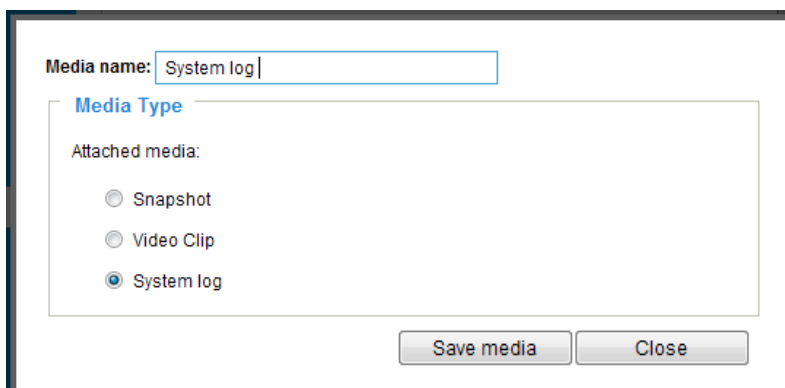 Media name: System log
Media Type
Attached media:
Snapshot
Video Clip
System log
Save media Close